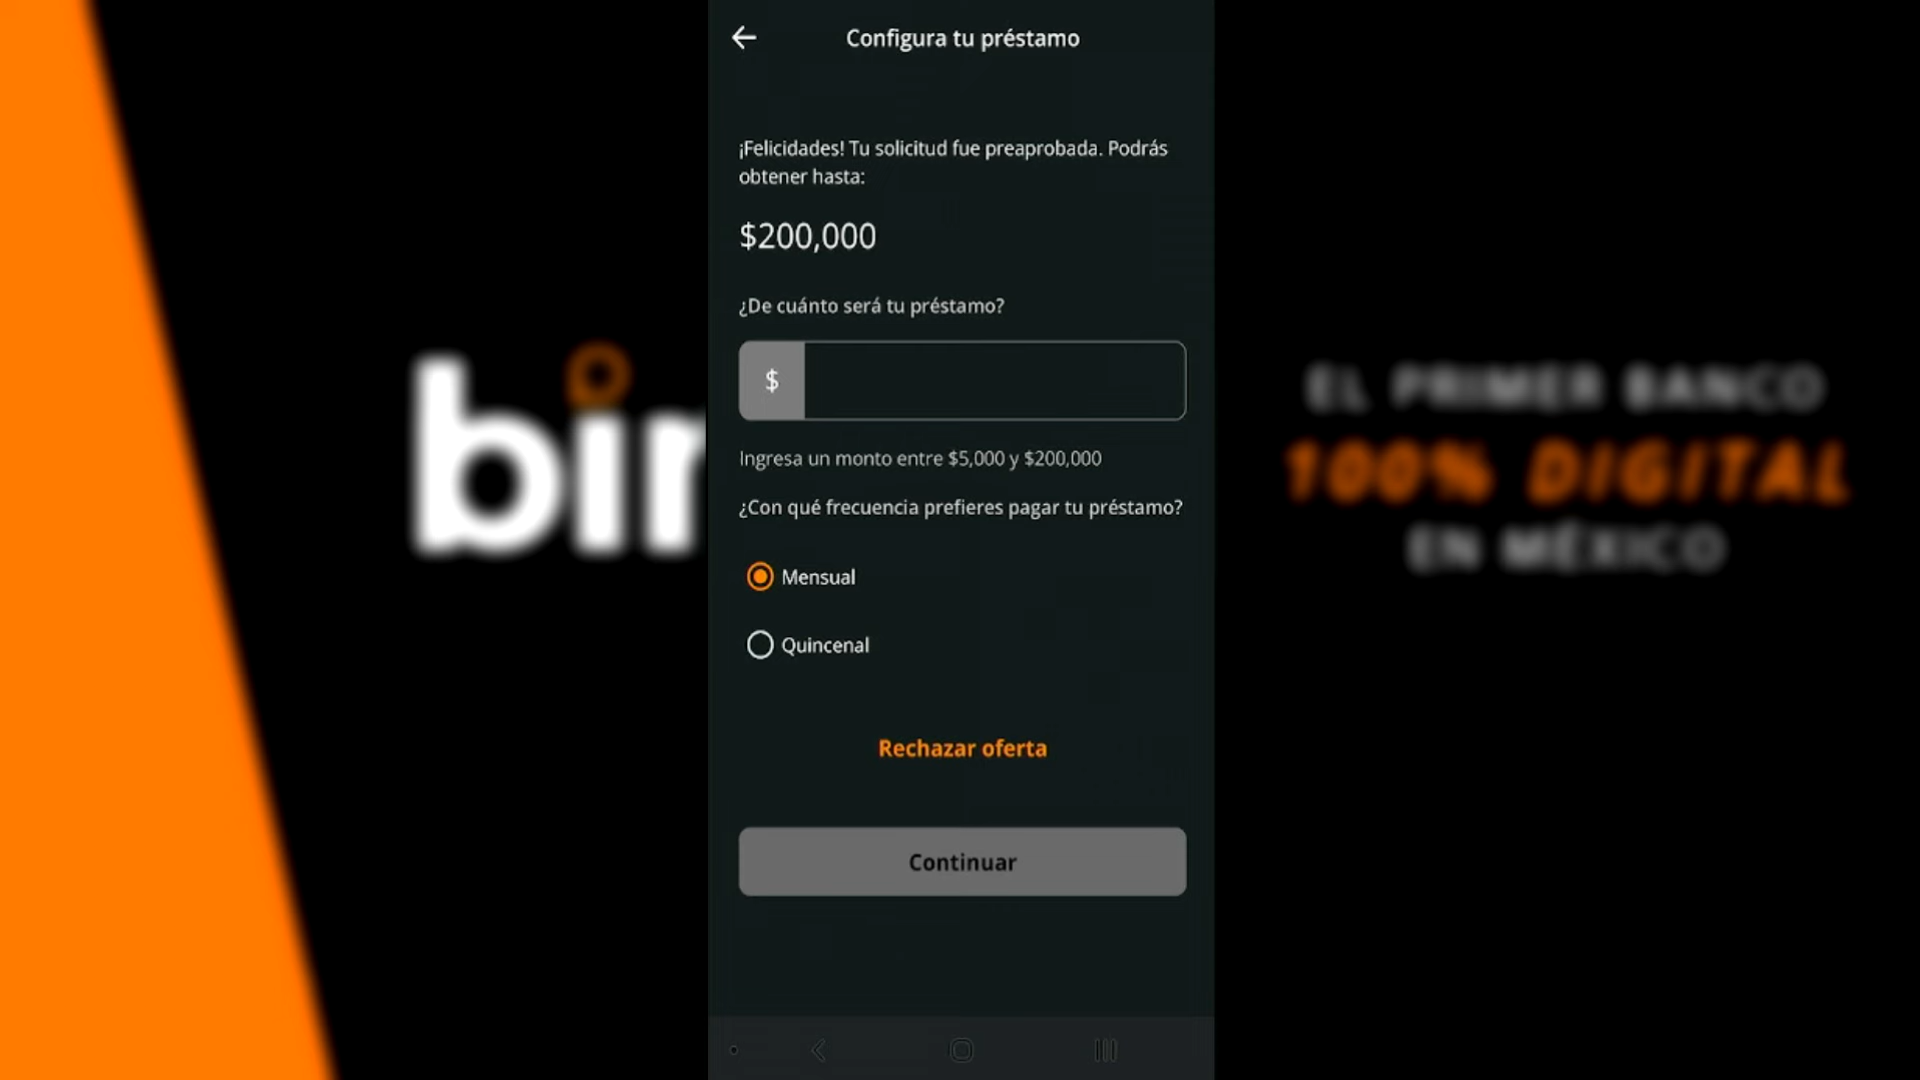 Configura tu préstamo
¡Felicidades! Tu solicitud fue preaprobada. Podrás
obtener hasta:
$200,000
¿De cuánto será tu préstamo?
$
Ingresa un monto entre $5,000 y $200,000
¿Con qué frecuencia prefieres pagar tu préstamo?
Mensual
Quincenal
Rechazar oferta
Continuar
bin
EL PRIMER BANCO
100% DIGITAL
EN MÉXICO